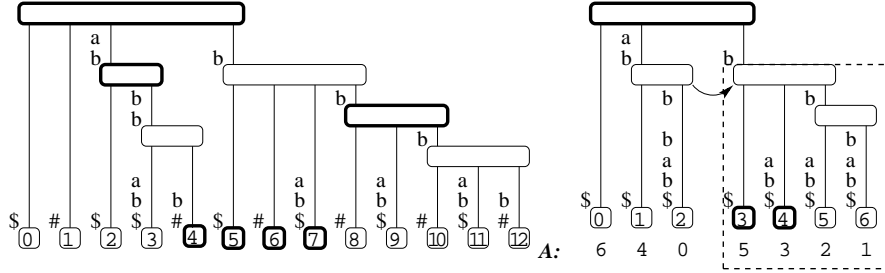 a a
b b b b
b b b b
b
b b b
a a a a
a a a a b b b b
b b b b b b $ $ $ $ $ $ $
0 1 2 3 4 5 6
$ # $ $ # $ # $ # $ # $ #
0 1 2 3 4 5 6 7 8 9 10 11 12
A: 6 4 0 5 3 2 1